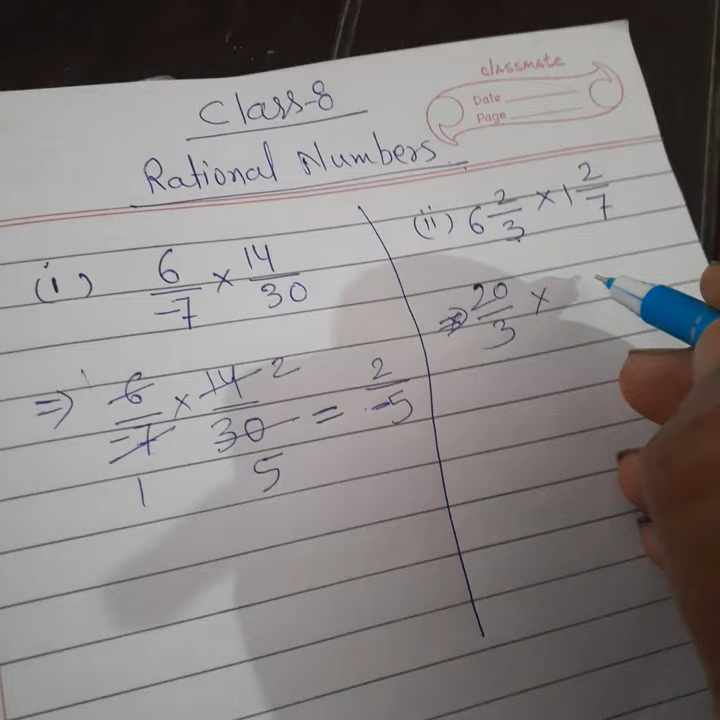 classmate
Date
Page
Class-8
Rational Numbers
(i) 6/-7 × 14/30
⇒ 6/-7 × 14/30 = 2/-5
1 2
1 5
(ii) 6 2/3 × 1 2/7
⇒ 20/3 ×